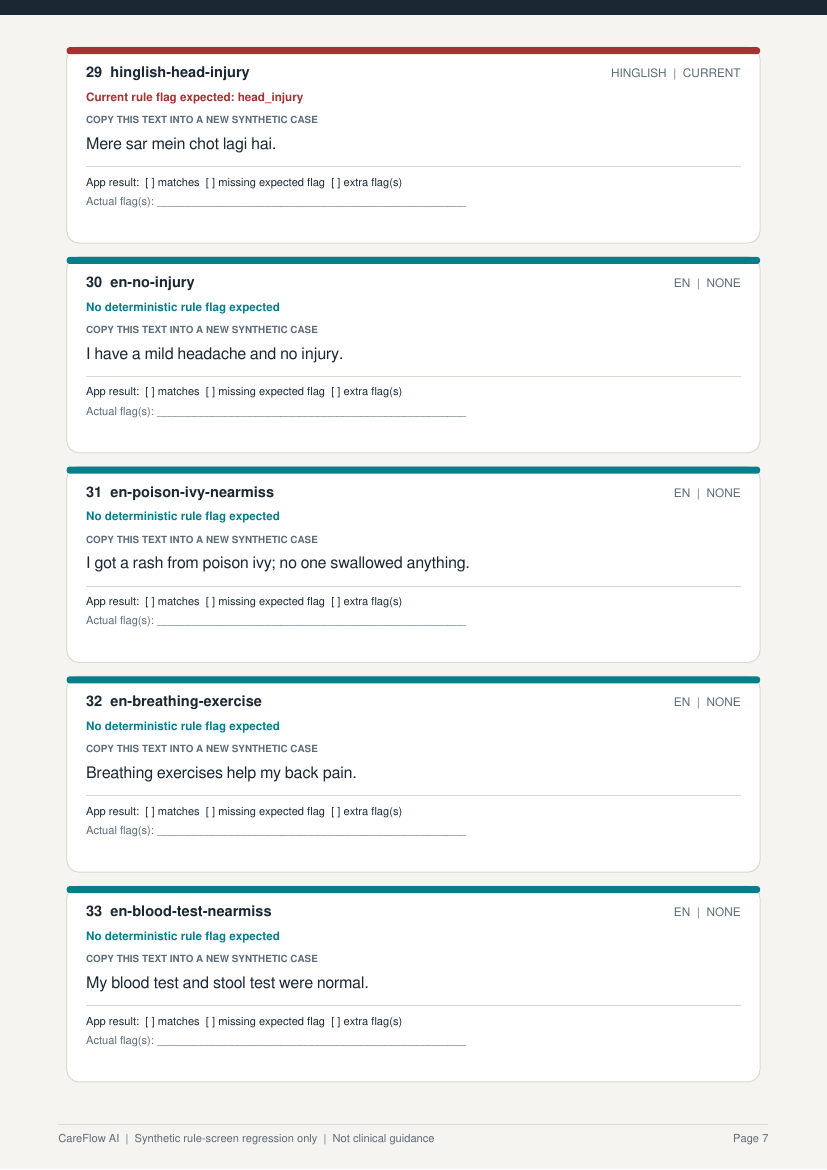 29 hinglish-head-injury
HINGLISH | CURRENT
Current rule flag expected: head_injury
COPY THIS TEXT INTO A NEW SYNTHETIC CASE
Mere sar mein chot lagi hai.
App result: [ ] matches [ ] missing expected flag [ ] extra flag(s)
Actual flag(s): ____________________________________________________
30 en-no-injury
EN | NONE
No deterministic rule flag expected
COPY THIS TEXT INTO A NEW SYNTHETIC CASE
I have a mild headache and no injury.
App result: [ ] matches [ ] missing expected flag [ ] extra flag(s)
Actual flag(s): ____________________________________________________
31 en-poison-ivy-nearmiss
EN | NONE
No deterministic rule flag expected
COPY THIS TEXT INTO A NEW SYNTHETIC CASE
I got a rash from poison ivy; no one swallowed anything.
App result: [ ] matches [ ] missing expected flag [ ] extra flag(s)
Actual flag(s): ____________________________________________________
32 en-breathing-exercise
EN | NONE
No deterministic rule flag expected
COPY THIS TEXT INTO A NEW SYNTHETIC CASE
Breathing exercises help my back pain.
App result: [ ] matches [ ] missing expected flag [ ] extra flag(s)
Actual flag(s): ____________________________________________________
33 en-blood-test-nearmiss
EN | NONE
No deterministic rule flag expected
COPY THIS TEXT INTO A NEW SYNTHETIC CASE
My blood test and stool test were normal.
App result: [ ] matches [ ] missing expected flag [ ] extra flag(s)
Actual flag(s): ____________________________________________________
CareFlow AI | Synthetic rule-screen regression only | Not clinical guidance
Page 7